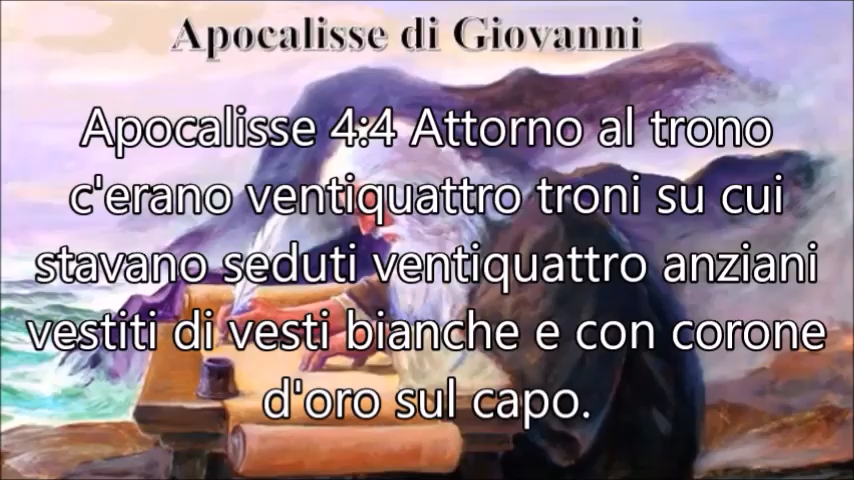 Apocalisse di Giovanni
Apocalisse 4:4 Attorno al trono
c'erano ventiquattro troni su cui
stavano seduti ventiquattro anziani
vestiti di vesti bianche e con corone
d'oro sul capo.